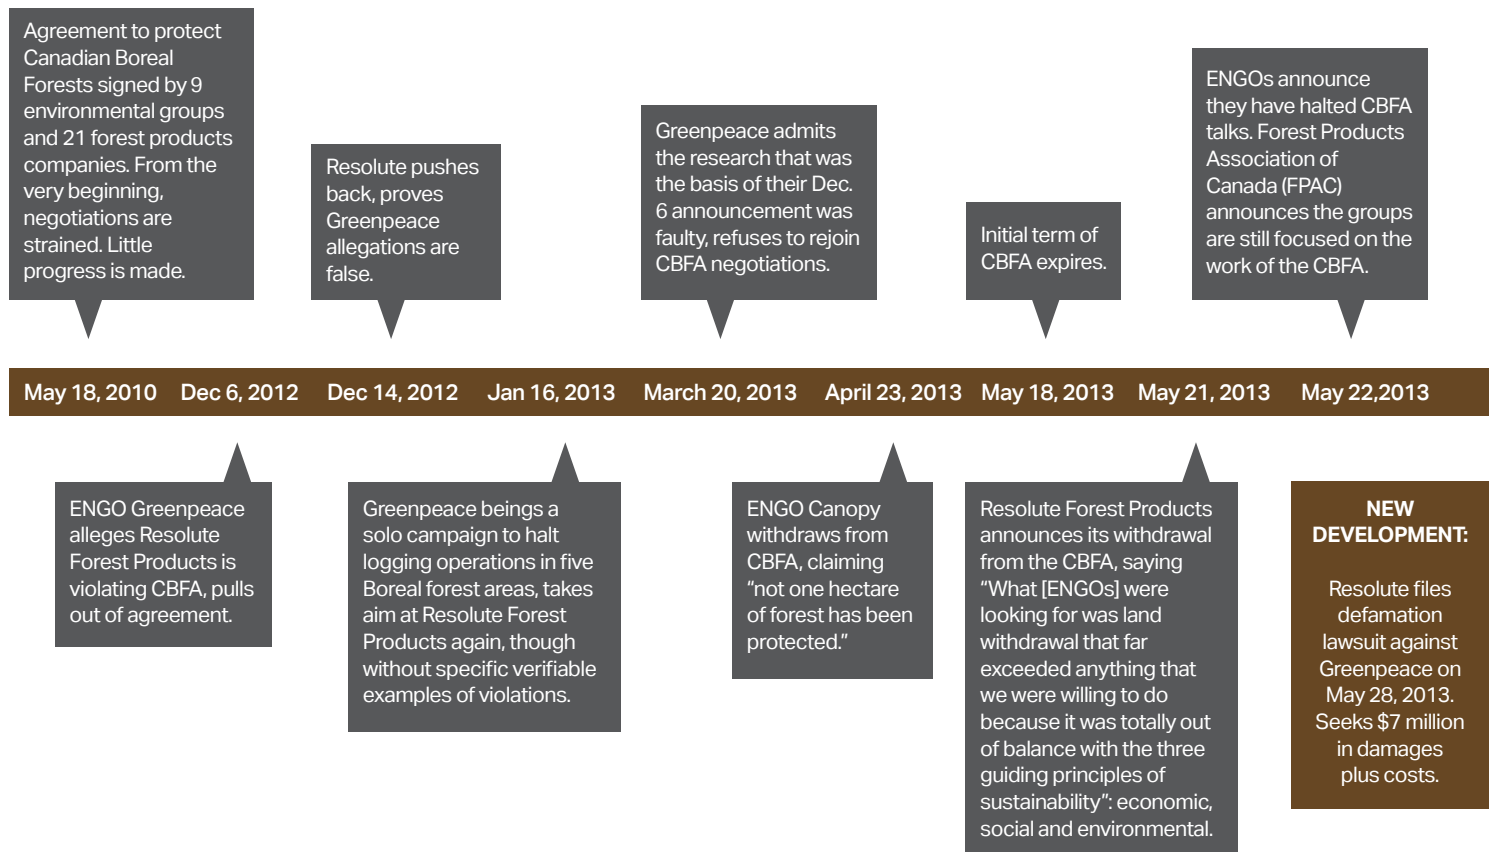 Agreement to protect
Canadian Boreal
Forests signed by 9
environmental groups
and 21 forest products
companies. From the
very beginning,
negotiations are
strained. Little
progress is made.
Resolute pushes
back, proves
Greenpeace
allegations are
false.
Greenpeace admits
the research that was
the basis of their Dec.
6 announcement was
faulty, refuses to rejoin
CBFA negotiations.
Initial term of
CBFA expires.
ENGOs announce
they have halted CBFA
talks. Forest Products
Association of
Canada (FPAC)
announces the groups
are still focused on the
work of the CBFA.
May 18, 2010 Dec 6, 2012 Dec 14, 2012 Jan 16, 2013 March 20, 2013 April 23, 2013 May 18, 2013 May 21, 2013 May 22,2013
ENGO Greenpeace
alleges Resolute
Forest Products is
violating CBFA, pulls
out of agreement.
Greenpeace beings a
solo campaign to halt
logging operations in five
Boreal forest areas, takes
aim at Resolute Forest
Products again, though
without specific verifiable
examples of violations.
ENGO Canopy
withdraws from
CBFA, claiming
“not one hectare
of forest has been
protected.”
Resolute Forest Products
announces its withdrawal
from the CBFA, saying
“What [ENGOs] were
looking for was land
withdrawal that far
exceeded anything that
we were willing to do
because it was totally out
of balance with the three
guiding principles of
sustainability”: economic,
social and environmental.
NEW
DEVELOPMENT:
Resolute files
defamation
lawsuit against
Greenpeace on
May 28, 2013.
Seeks $7 million
in damages
plus costs.